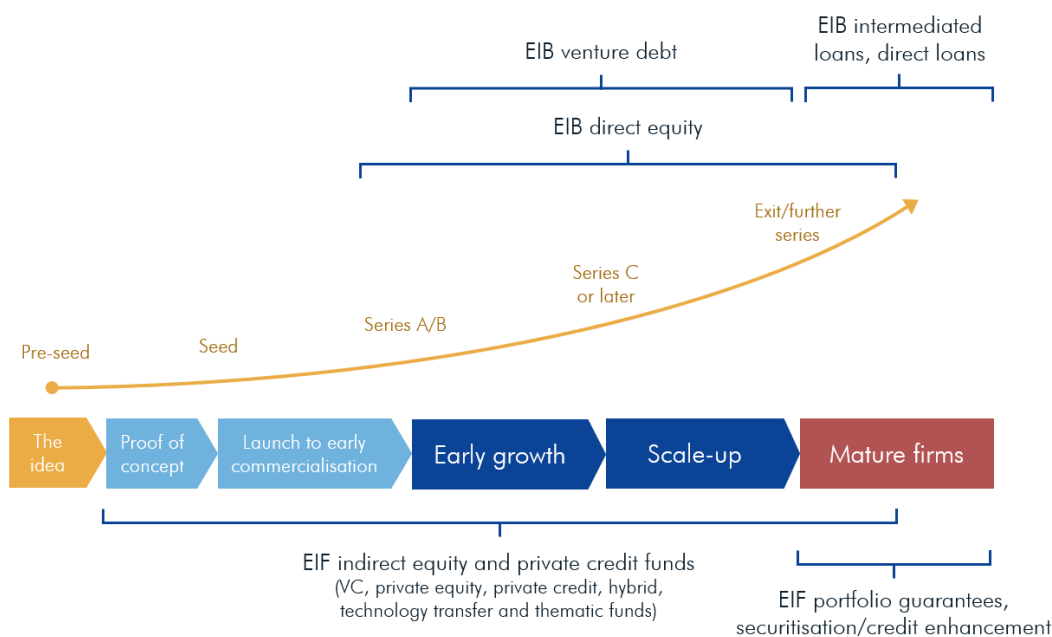 EIB venture debt
EIB intermediated
loans, direct loans
EIB direct equity
Exit/further
series
Series C
or later
Series A/B
Seed
Pre-seed
The
idea
Proof of
concept
Launch to early
commercialisation
Early growth
Scale-up
Mature firms
EIF indirect equity and private credit funds
(VC, private equity, private credit, hybrid,
technology transfer and thematic funds)
EIF portfolio guarantees,
securitisation/credit enhancement